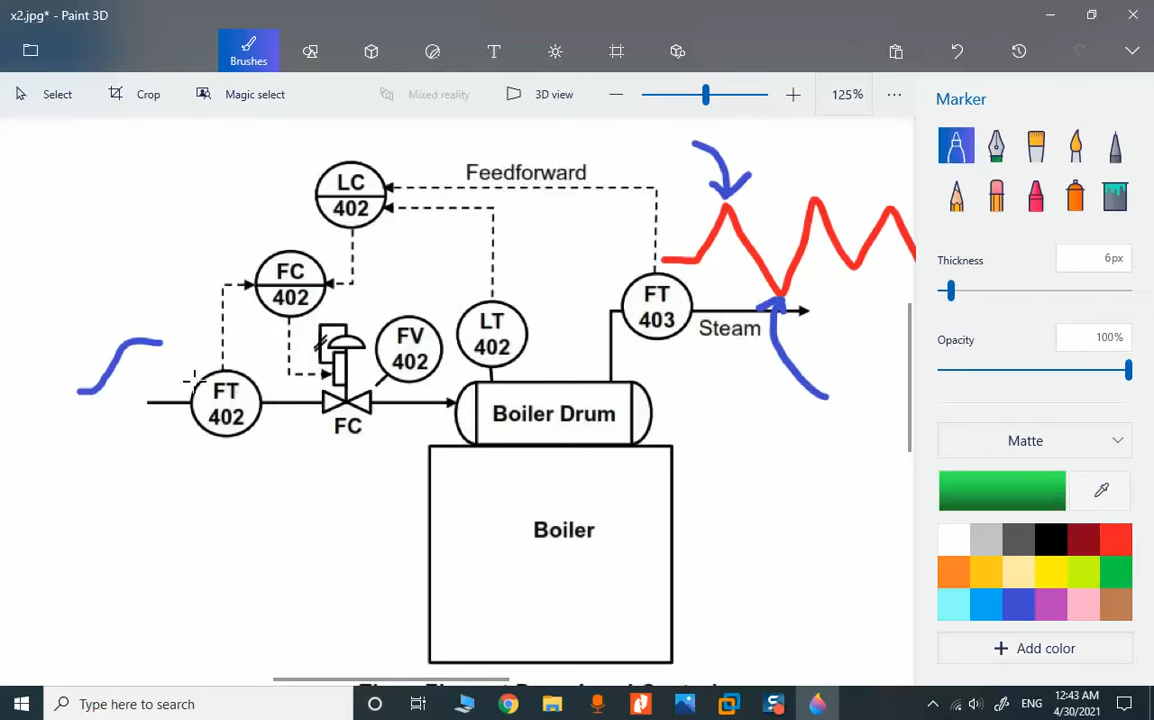 x2.jpg* - Paint 3D
Brushes
Select
Crop
Magic select
Mixed reality
3D view
125%
Marker
Thickness
6px
Opacity
100%
Matte
Add color
Feedforward
LC
402
FC
402
FT
403
Steam
LT
402
FV
402
FT
402
FC
Boiler Drum
Boiler
Type here to search
ENG
12:43 AM
4/30/2021